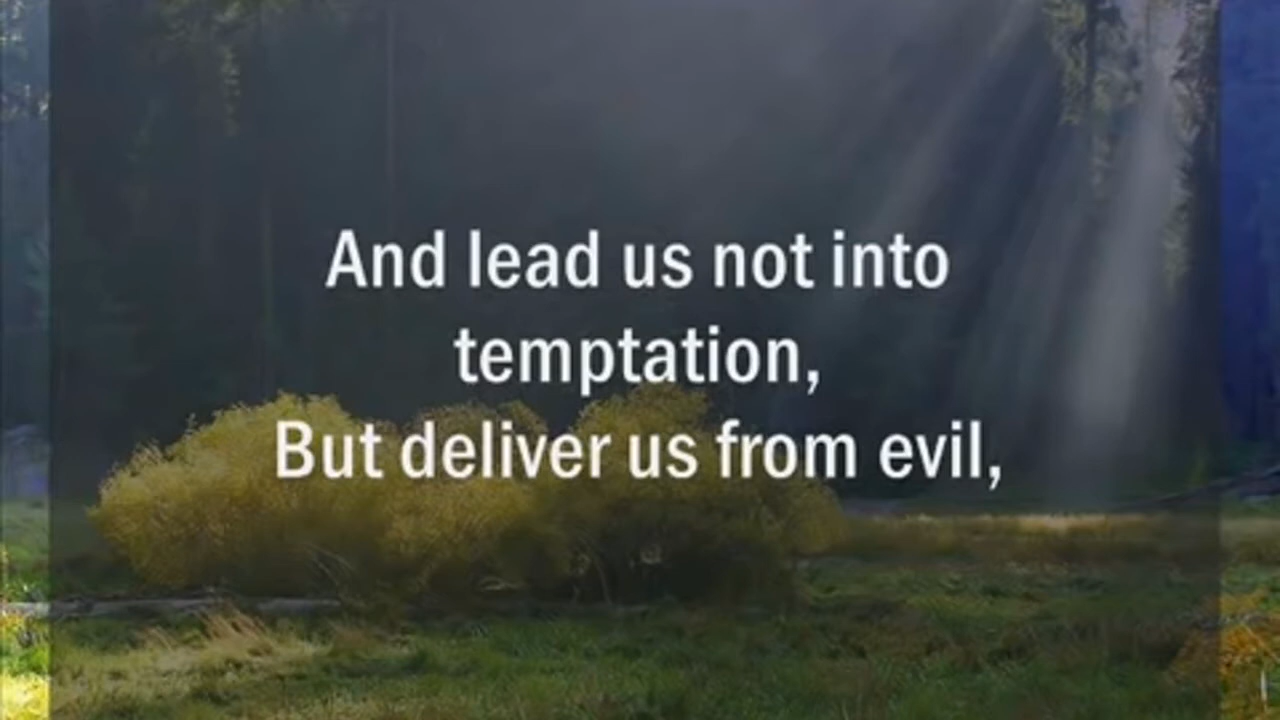 And lead us not into
temptation,
But deliver us from evil,